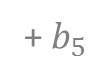 + b₅